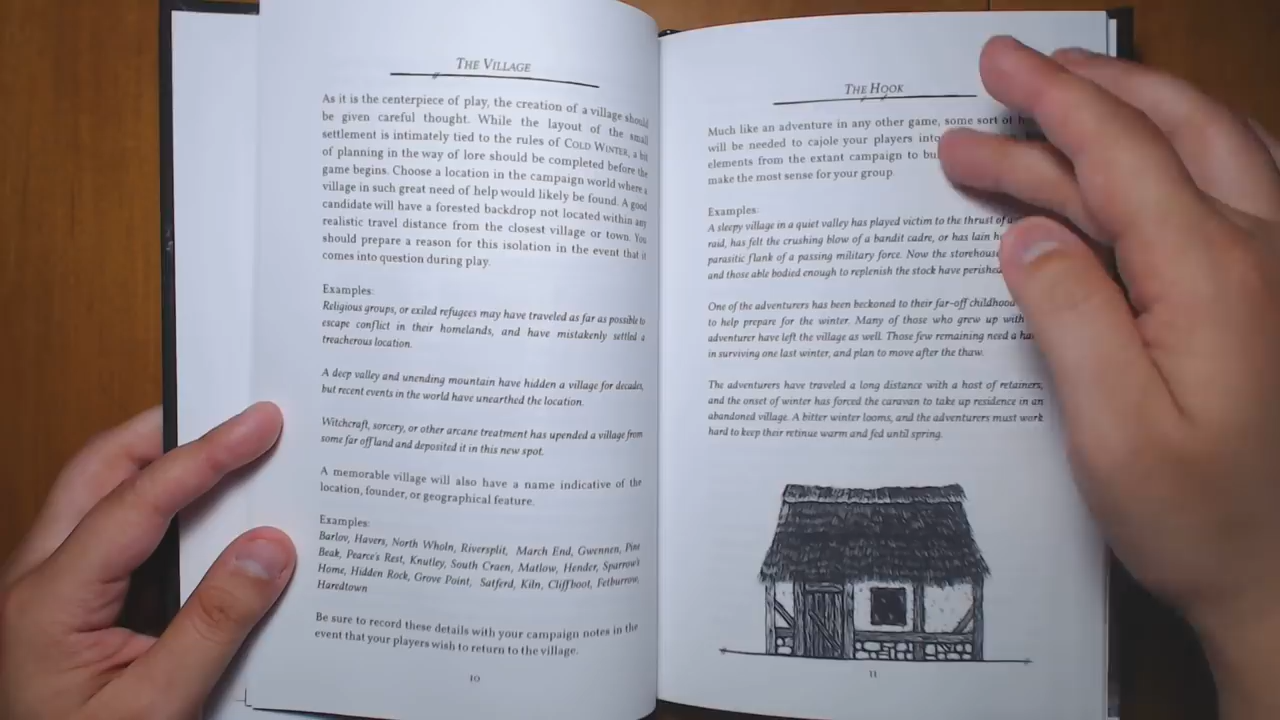 THE VILLAGE
As it is the centerpiece of play, the creation of a village should
be given careful thought. While the layout of the small
settlement is intimately tied to the rules of COLD WINTER, a bit
of planning in the way of lore should be completed before the
game begins. Choose a location in the campaign world where a
village in such great need of help would likely be found. A good
candidate will have a forested backdrop not located within any
realistic travel distance from the closest village or town. You
should prepare a reason for this isolation in the event that it
comes into question during play.
Examples:
Religious groups, or exiled refugees may have traveled as far as possible to
escape conflict in their homelands, and have mistakenly settled a
treacherous location.
A deep valley and unending mountain have hidden a village for decades,
but recent events in the world have unearthed the location.
Witchcraft, sorcery, or other arcane treatment has upended a village from
some far off land and deposited it in this new spot.
A memorable village will also have a name indicative of the
location, founder, or geographical feature.
Examples:
Barlov, Havers, North Wholn, Riversplit, March End, Gwennen, Pine
Beak, Pearce's Rest, Knutley, South Craen, Matlow, Hender, Sparrow's
Home, Hidden Rock, Grove Point, Satferd, Kiln, Cliffhoot, Fetburrow,
Haredtown
Be sure to record these details with your campaign notes in the
event that your players wish to return to the village.
10
THE HOOK
Much like an adventure in any other game, some sort of
will be needed to cajole your players into
elements from the extant campaign to
make the most sense for your group.
Examples:
A sleepy village in a quiet valley has played victim to the thrust of a
raid, has felt the crushing blow of a bandit cadre, or has lain
parasitic flank of a passing military force. Now the
and those able bodied enough to replenish the stock have perished
One of the adventurers has been beckoned to their far-off childhood
to help prepare for the winter. Many of those who grew up with
adventurer have left the village as well. Those few remaining need a
in surviving one last winter, and plan to move after the thaw.
The adventurers have traveled a long distance with a host of retainers,
and the onset of winter has forced the caravan to take up residence in an
abandoned village. A bitter winter looms, and the adventurers must work
hard to keep their retinue warm and fed until spring.
11